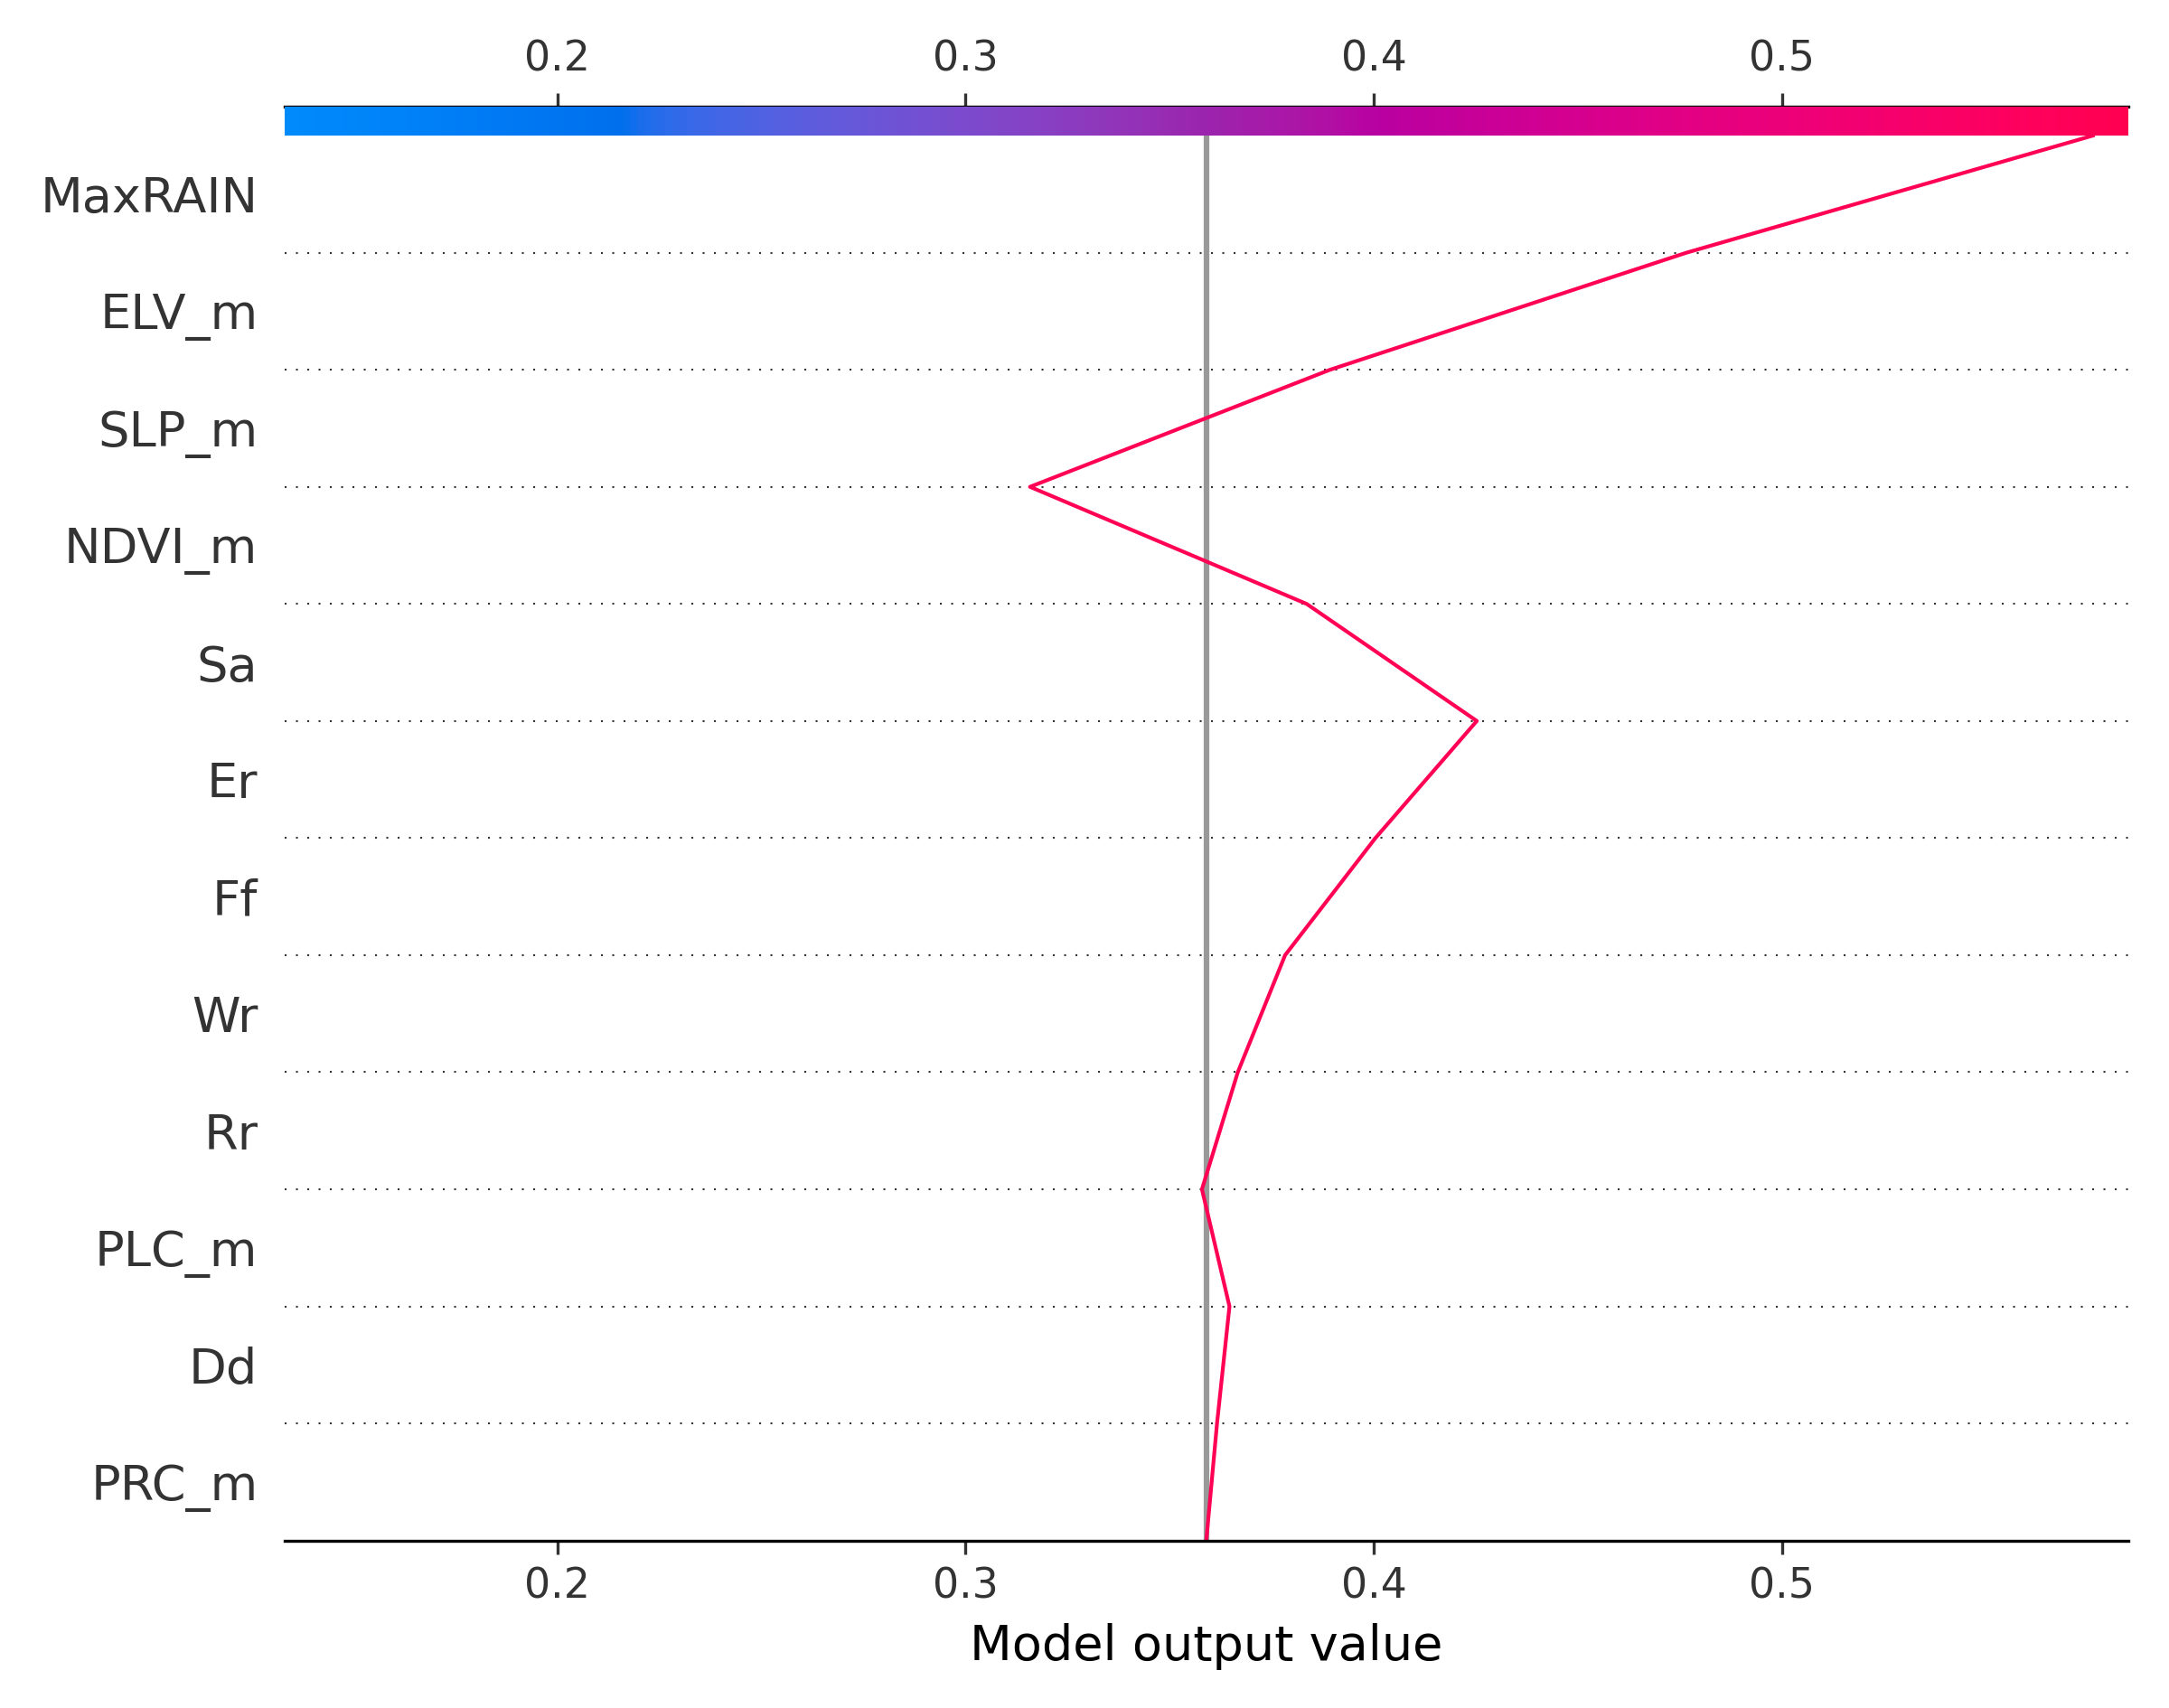 0.2 0.3 0.4 0.5
MaxRAIN
ELV_m
SLP_m
NDVI_m
Sa
Er
Ff
Wr
Rr
PLC_m
Dd
PRC_m
0.2 0.3 0.4 0.5
Model output value